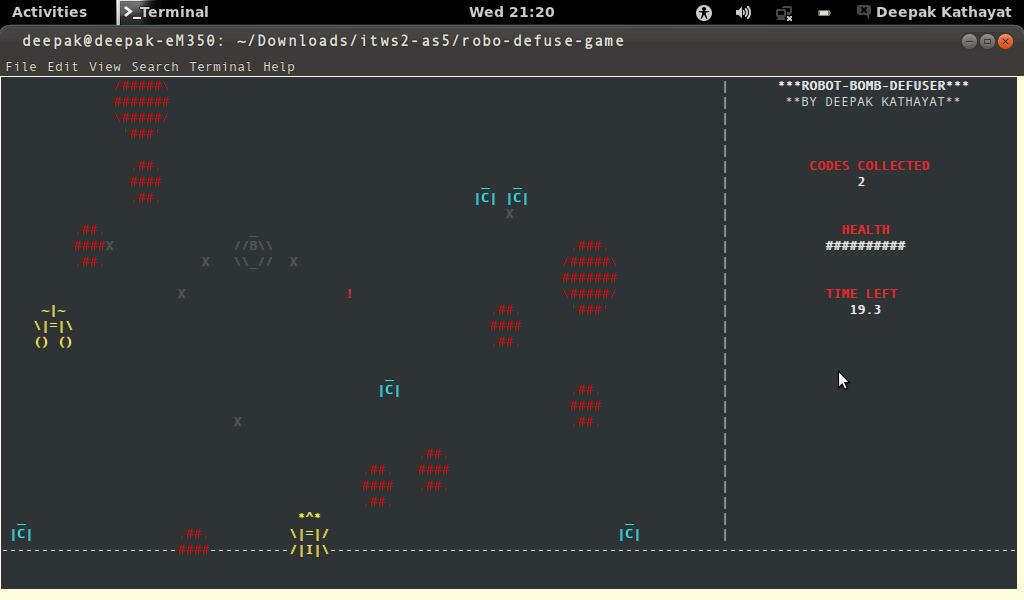 Activities
>_Terminal
Wed 21:20
Deepak Kathayat
deepak@deepak-eM350: ~/Downloads/itws2-as5/robo-defuse-game
File Edit View Search Terminal Help
***ROBOT-BOMB-DEFUSER***
**BY DEEPAK KATHAYAT**
/#####\
#######
\#####/
'###'
.##.
####
.##.
CODES COLLECTED
2
|C| |C|
X
.##.
####X
.##.
_
//B\\
X \\_// X
.###.
/#####\
#######
\#####/
'###'
HEALTH
##########
X
!
TIME LEFT
19.3
~|~
\|=|\
() ()
.##.
####
.##.
|C|
.##.
####
.##.
X
.##.
####
.##.
.##.
####
.##.
*^*
|C|
.##.
\|=|/
|C|
####
/|I|\